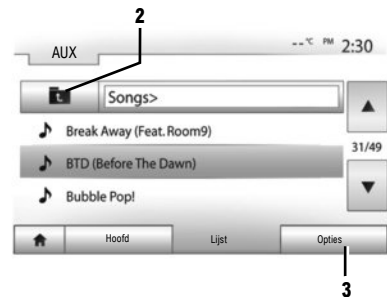 2
AUX
--°C PM 2:30
Songs>
Break Away (Feat. Room9)
31/49
BTD (Before The Dawn)
Bubble Pop!
Hoofd Lijst Opties
3